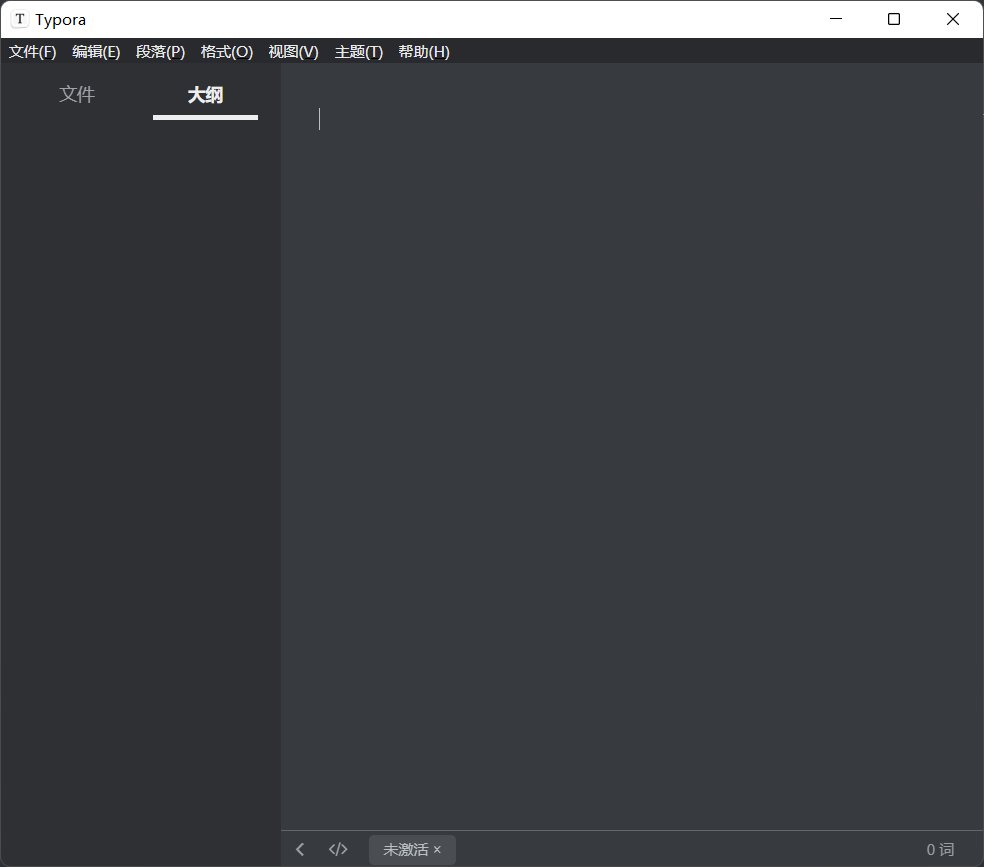 T Typora
文件(F) 编辑(E) 段落(P) 格式(O) 视图(V) 主题(T) 帮助(H)
文件 大纲
</> 未激活 × 0 词